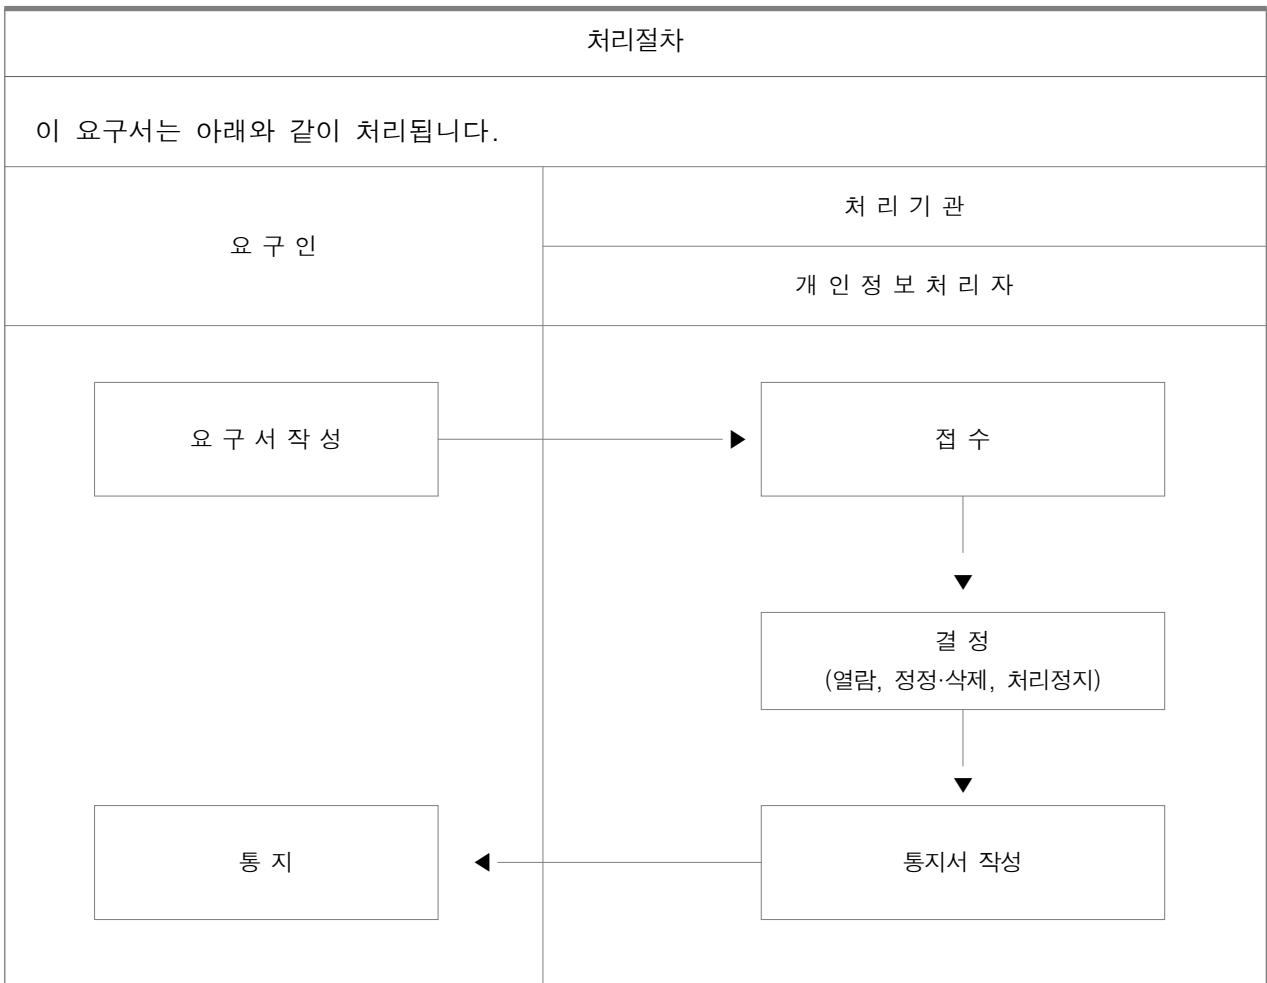 처리절차
이 요구서는 아래와 같이 처리됩니다.
요 구 인
처 리 기 관
개 인 정 보 처 리 자
요 구 서 작 성
접 수
결 정
(열람, 정정·삭제, 처리정지)
통 지
통지서 작성